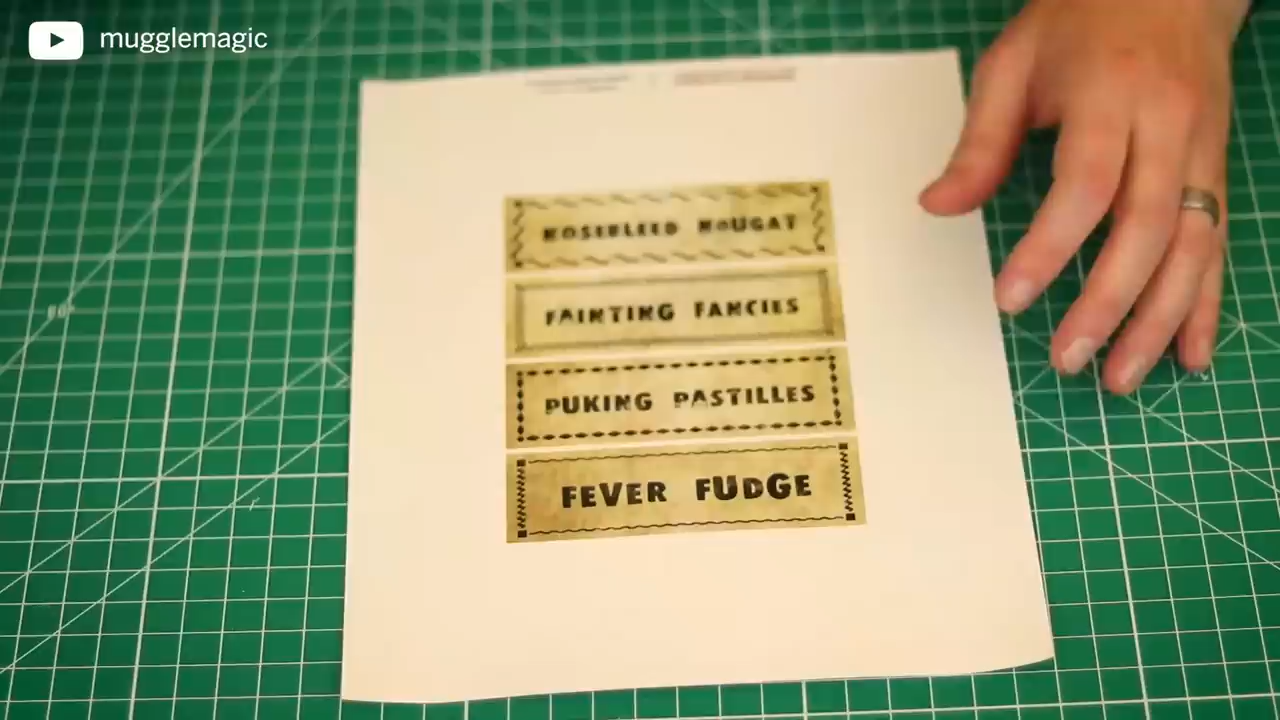 mugglemagic
NOSEBLEED NOUGAT
FAINTING FANCIES
PUKING PASTILLES
FEVER FUDGE